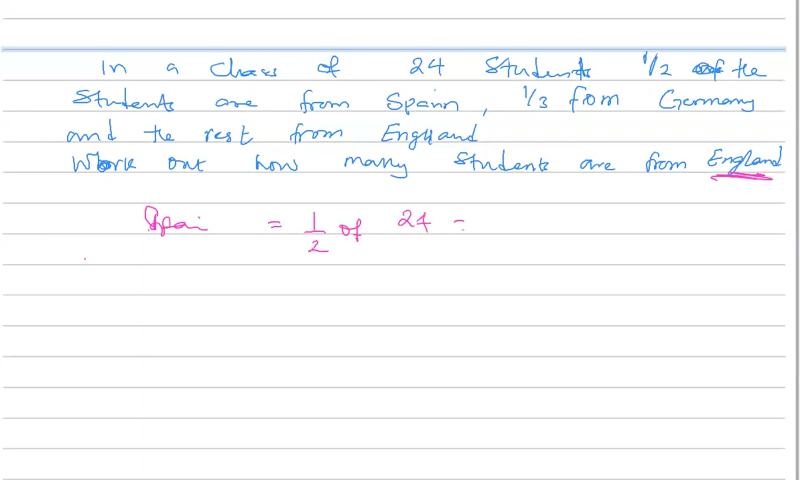 In a class of 24 students 1/2 of the
students are from Spain, 1/3 from Germany
and the rest from England
Work out how many students are from England
Spai = 1/2 of 24 =